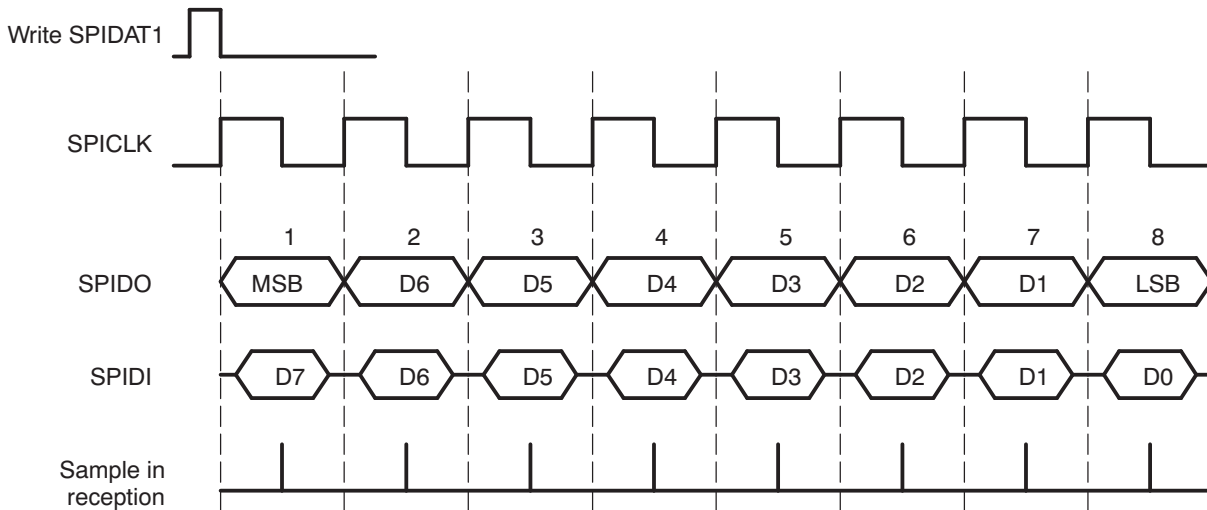 Write SPIDAT1
SPICLK
1 2 3 4 5 6 7 8
SPIDO MSB D6 D5 D4 D3 D2 D1 LSB
SPIDI D7 D6 D5 D4 D3 D2 D1 D0
Sample in
reception